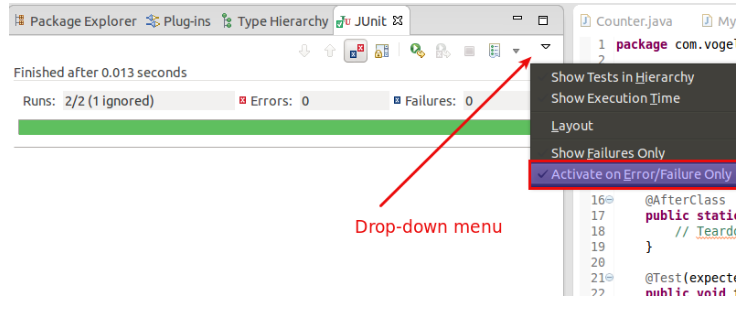 Package Explorer Plug-ins Type Hierarchy JUnit
Counter.java My
Finished after 0.013 seconds
Runs: 2/2 (1 ignored) Errors: 0 Failures: 0
Drop-down menu
Show Tests in Hierarchy
Show Execution Time
Layout
Show Failures Only
Activate on Error/Failure Only
1 package com.vogel
2
16 @AfterClass
17 public static
18 // Teardo
19 }
20
21 @Test(expecte
22 public void t